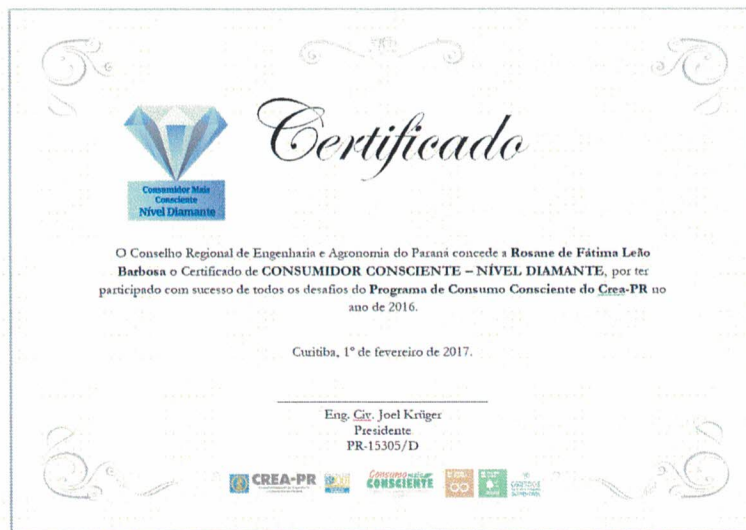 Certificado
Consumidor Mais
Consciente
Nível Diamante
O Conselho Regional de Engenharia e Agronomia do Paraná concede a Rosane de Fátima Leão
Barbosa o Certificado de CONSUMIDOR CONSCIENTE – NÍVEL DIAMANTE, por ter
participado com sucesso de todos os desafios do Programa de Consumo Consciente do Crea-PR no
ano de 2016.
Curitiba, 1º de fevereiro de 2017.
Eng. Civ. Joel Krüger
Presidente
PR-15305/D
CREA-PR
Consumo mais
CONSCIENTE